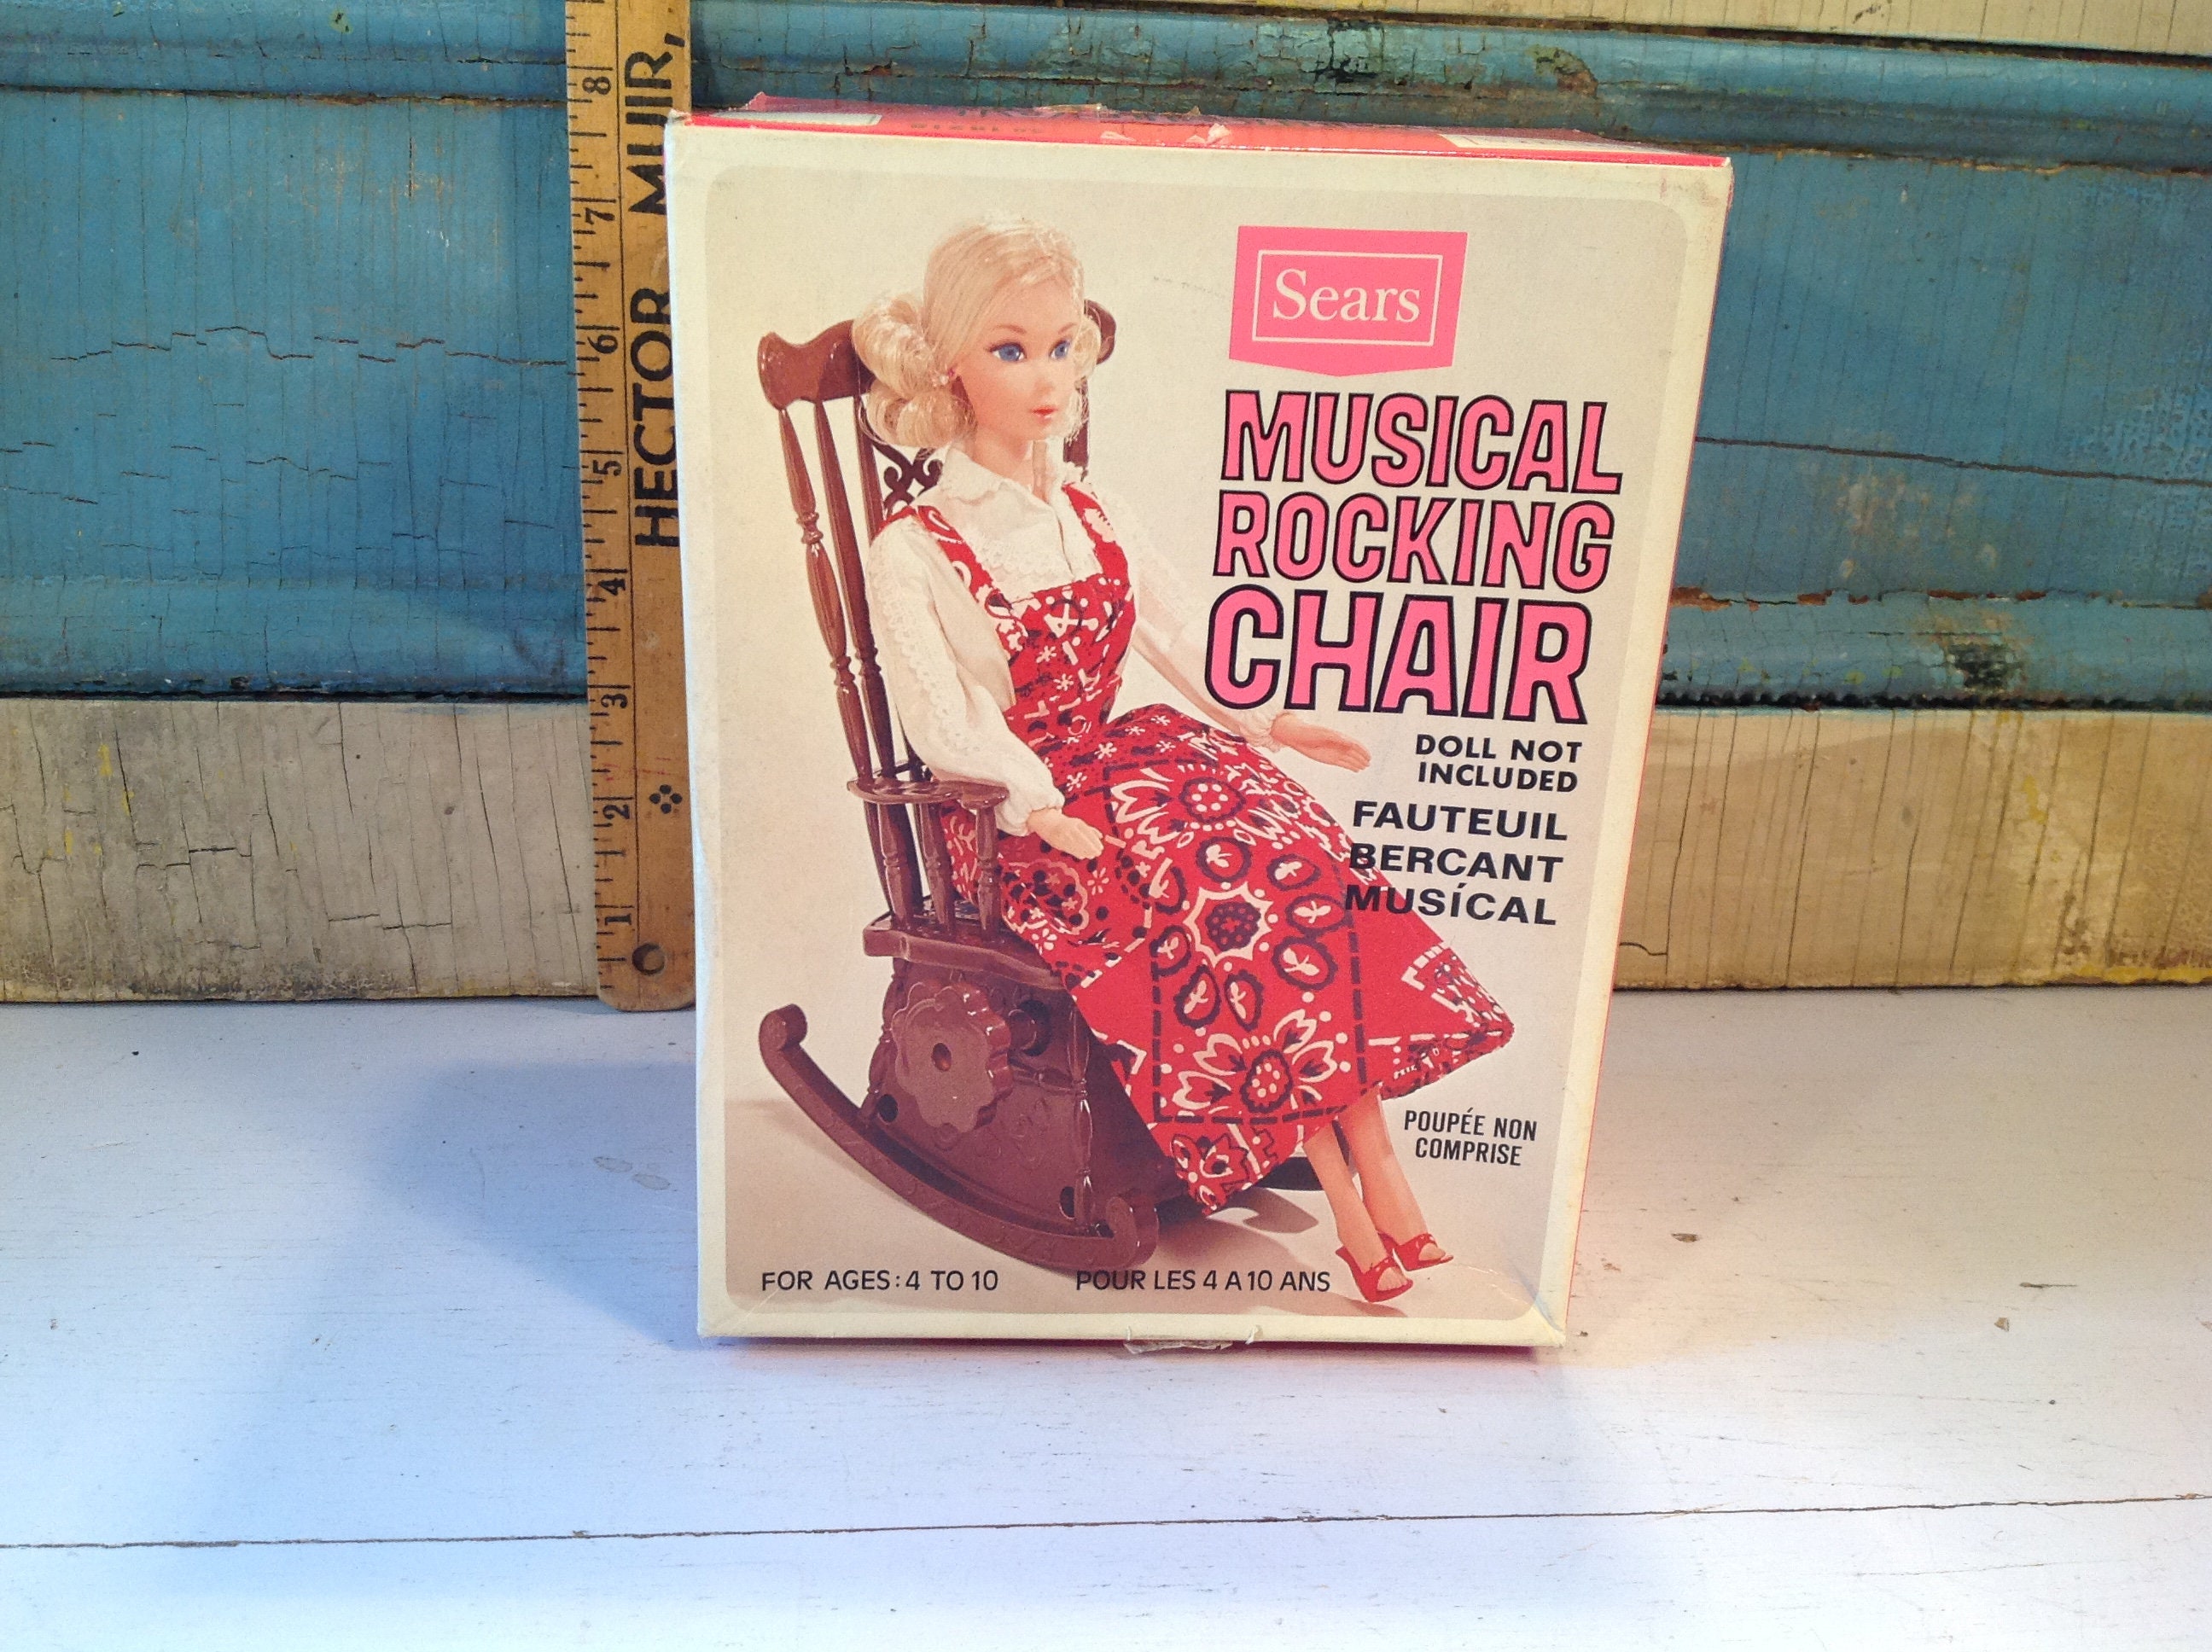 8
7
6
5
4
3
2
1
HECTOR MUIR,
Sears
MUSICAL
ROCKING
CHAIR
DOLL NOT
INCLUDED
FAUTEUIL
BERCANT
MUSÍCAL
POUPÉE NON
COMPRISE
FOR AGES: 4 TO 10
POUR LES 4 A 10 ANS